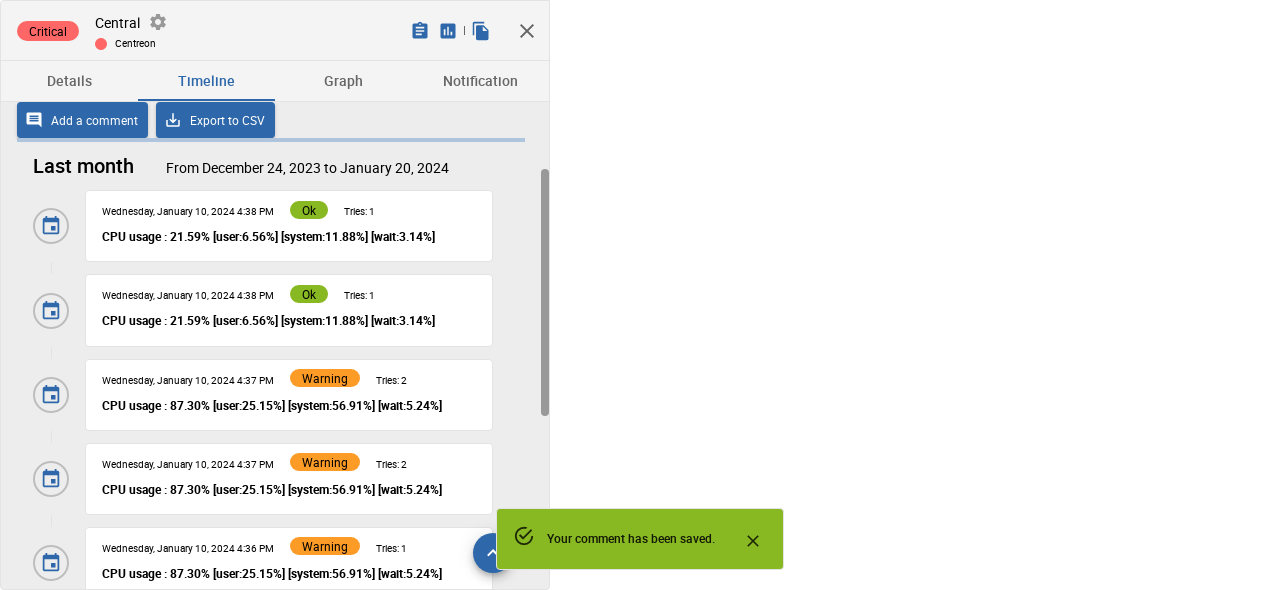 Critical
Central
Centreon
Details Timeline Graph Notification
Add a comment Export to CSV
Last month From December 24, 2023 to January 20, 2024
Wednesday, January 10, 2024 4:38 PM Ok Tries: 1
CPU usage : 21.59% [user:6.56%] [system:11.88%] [wait:3.14%]
Wednesday, January 10, 2024 4:38 PM Ok Tries: 1
CPU usage : 21.59% [user:6.56%] [system:11.88%] [wait:3.14%]
Wednesday, January 10, 2024 4:37 PM Warning Tries: 2
CPU usage : 87.30% [user:25.15%] [system:56.91%] [wait:5.24%]
Wednesday, January 10, 2024 4:37 PM Warning Tries: 2
CPU usage : 87.30% [user:25.15%] [system:56.91%] [wait:5.24%]
Wednesday, January 10, 2024 4:36 PM Warning Tries: 1
CPU usage : 87.30% [user:25.15%] [system:56.91%] [wait:5.24%]
Your comment has been saved.